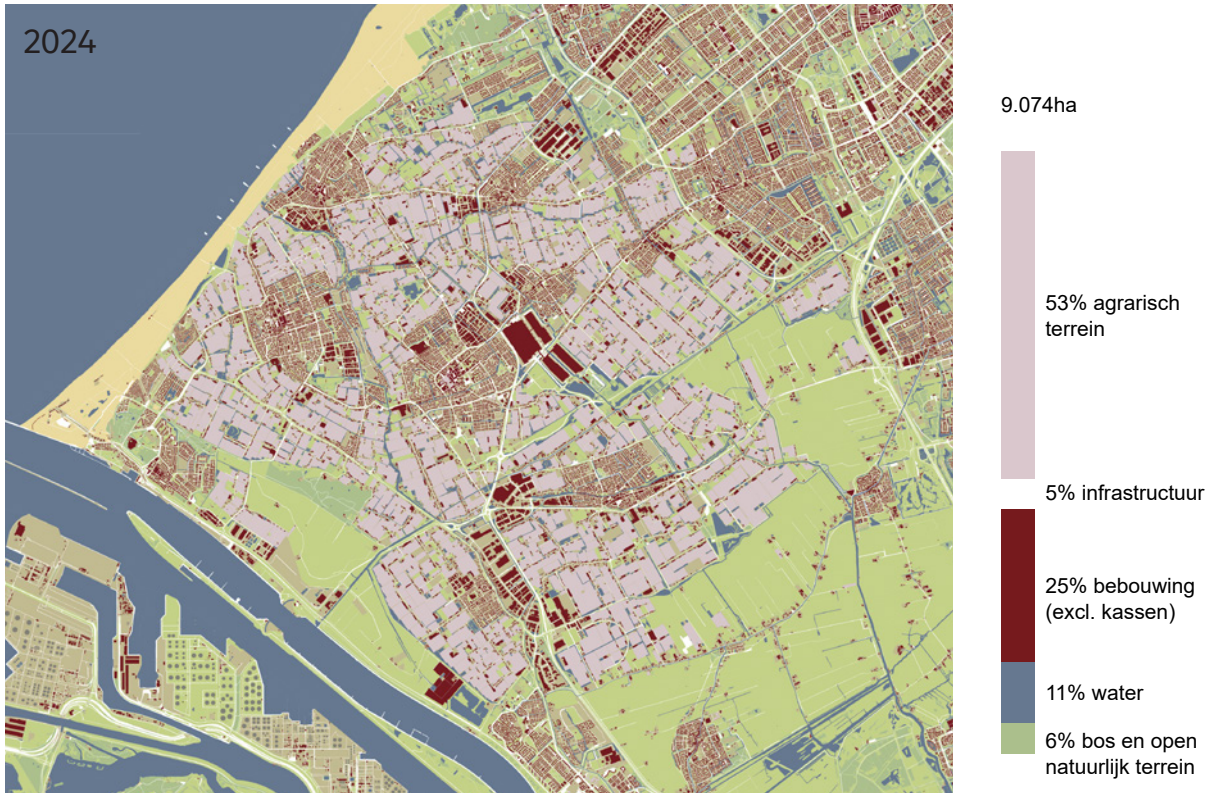 2024
9.074ha
53% agrarisch
terrein
5% infrastructuur
25% bebouwing
(excl. kassen)
11% water
6% bos en open
natuurlijk terrein